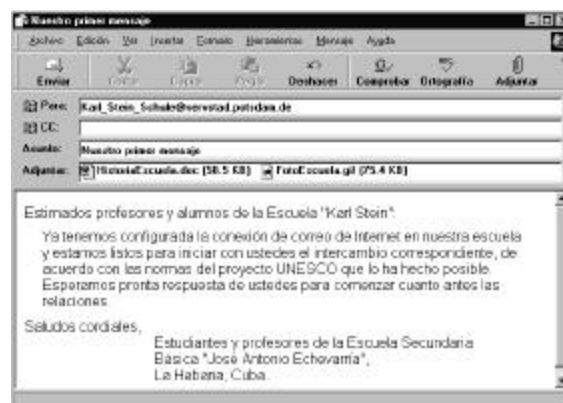 Nuestro primer mensaje
Archivo Edición Ver Insertar Formato Herramientas Mensaje Ayuda
Enviar Cortar Copiar Pegar Deshacer Comprobar Ortografía Adjuntar
Para: Karl_Stein_Schule@servstad.potsdam.de
CC:
Asunto: Nuestro primer mensaje
Adjuntar: HistoriaEscuela.doc (58.5 KB) FotoEscuela.gif (75.4 KB)
Estimados profesores y alumnos de la Escuela "Karl Stein":
Ya tenemos configurada la conexión de correo de Internet en nuestra escuela
y estamos listos para iniciar con ustedes el intercambio correspondiente, de
acuerdo con las normas del proyecto UNESCO que lo ha hecho posible.
Esperamos pronta respuesta de ustedes para comenzar cuanto antes las
relaciones.
Saludos cordiales,
Estudiantes y profesores de la Escuela Secundaria
Básica "José Antonio Echevarría",
La Habana, Cuba.